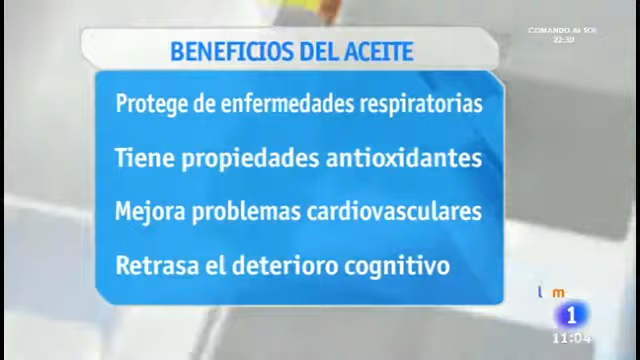 COMANDO AL SOL
22:30
BENEFICIOS DEL ACEITE
Protege de enfermedades respiratorias
Tiene propiedades antioxidantes
Mejora problemas cardiovasculares
Retrasa el deterioro cognitivo
l m
1
11:04